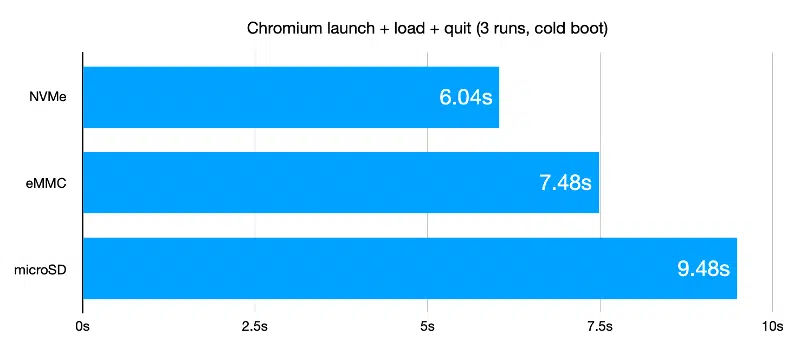 Chromium launch + load + quit (3 runs, cold boot)
NVMe 6.04s
eMMC 7.48s
microSD 9.48s
0s 2.5s 5s 7.5s 10s